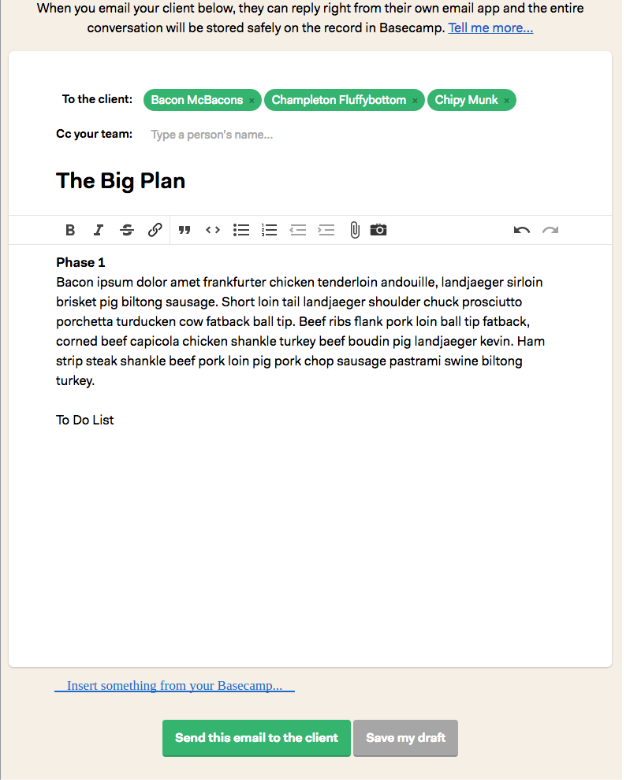 When you email your client below, they can reply right from their own email app and the entire
conversation will be stored safely on the record in Basecamp. Tell me more...
To the client: Bacon McBacons × Champleton Fluffybottom × Chipy Munk ×
Cc your team: Type a person's name...
The Big Plan
Phase 1
Bacon ipsum dolor amet frankfurter chicken tenderloin andouille, landjaeger sirloin
brisket pig biltong sausage. Short loin tail landjaeger shoulder chuck prosciutto
porchetta turducken cow fatback ball tip. Beef ribs flank pork loin ball tip fatback,
corned beef capicola chicken shankle turkey beef boudin pig landjaeger kevin. Ham
strip steak shankle beef pork loin pig pork chop sausage pastrami swine biltong
turkey.
To Do List
Insert something from your Basecamp...
Send this email to the client Save my draft